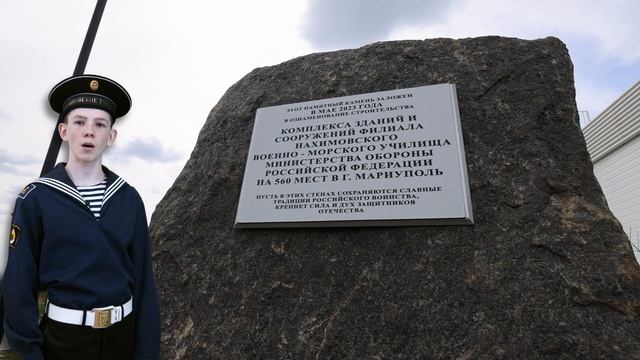 ЭТОТ ПАМЯТНЫЙ КАМЕНЬ ЗАЛОЖЕН
В МАЕ 2023 ГОДА
В ОЗНАМЕНОВАНИЕ СТРОИТЕЛЬСТВА
КОМПЛЕКСА ЗДАНИЙ И
СООРУЖЕНИЙ ФИЛИАЛА
НАХИМОВСКОГО
ВОЕННО - МОРСКОГО УЧИЛИЩА
МИНИСТЕРСТВА ОБОРОНЫ
РОССИЙСКОЙ ФЕДЕРАЦИИ
НА 560 МЕСТ В Г. МАРИУПОЛЬ
ПУСТЬ В ЭТИХ СТЕПАХ СОХРАНЯЮТСЯ СЛАВНЫЕ
ТРАДИЦИИ РОССИЙСКОГО ВОИНСТВА,
КРЕПНЕТ СИЛА И ДУХ ЗАЩИТНИКОВ
ОТЕЧЕСТВА